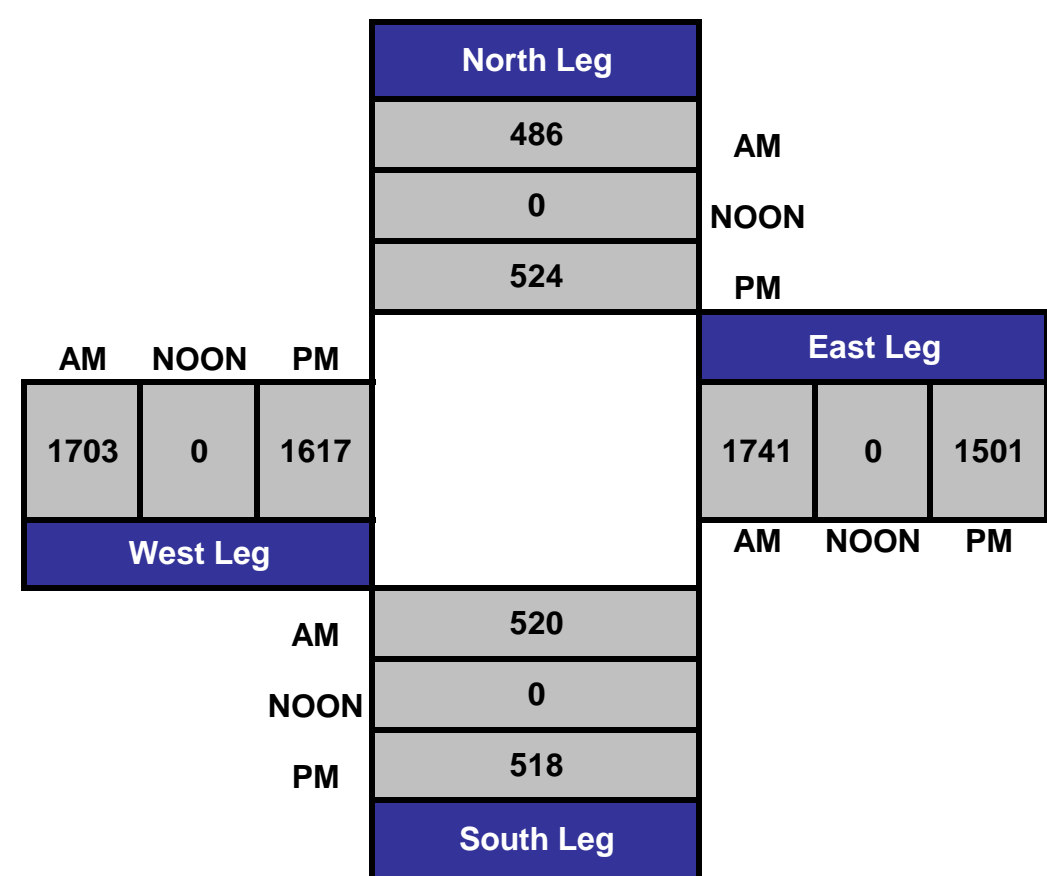 North Leg
486 AM
0 NOON
524 PM
East Leg
AM NOON PM
1703 0 1617
1741 0 1501
West Leg
AM NOON PM
AM 520
NOON 0
PM 518
South Leg